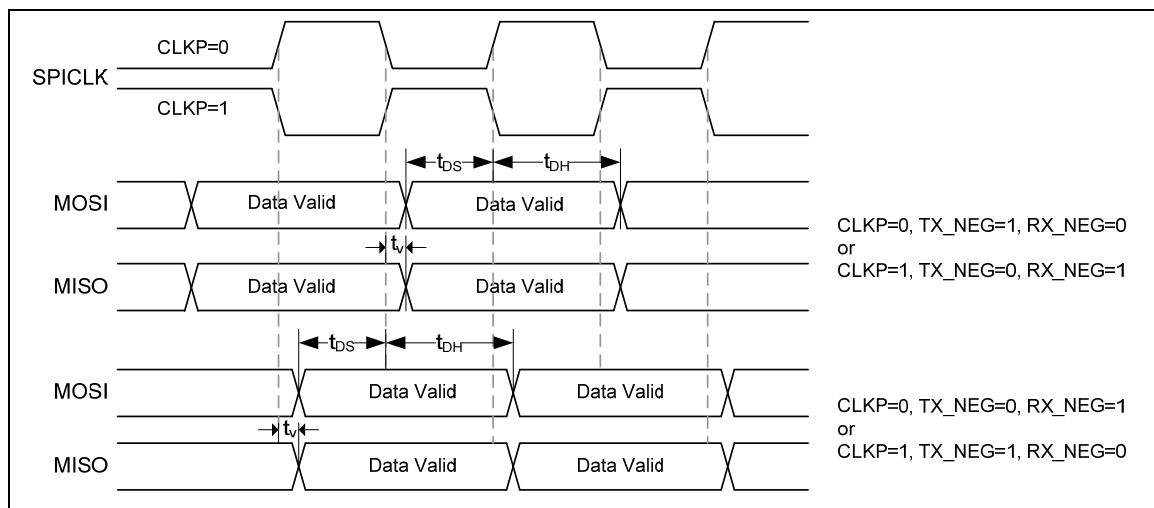 CLKP=0
SPICLK
CLKP=1
tDS
tDH
MOSI
Data Valid
Data Valid
tV
MISO
Data Valid
Data Valid
CLKP=0, TX_NEG=1, RX_NEG=0
or
CLKP=1, TX_NEG=0, RX_NEG=1
tDS
tDH
MOSI
Data Valid
Data Valid
tV
MISO
Data Valid
Data Valid
CLKP=0, TX_NEG=0, RX_NEG=1
or
CLKP=1, TX_NEG=1, RX_NEG=0